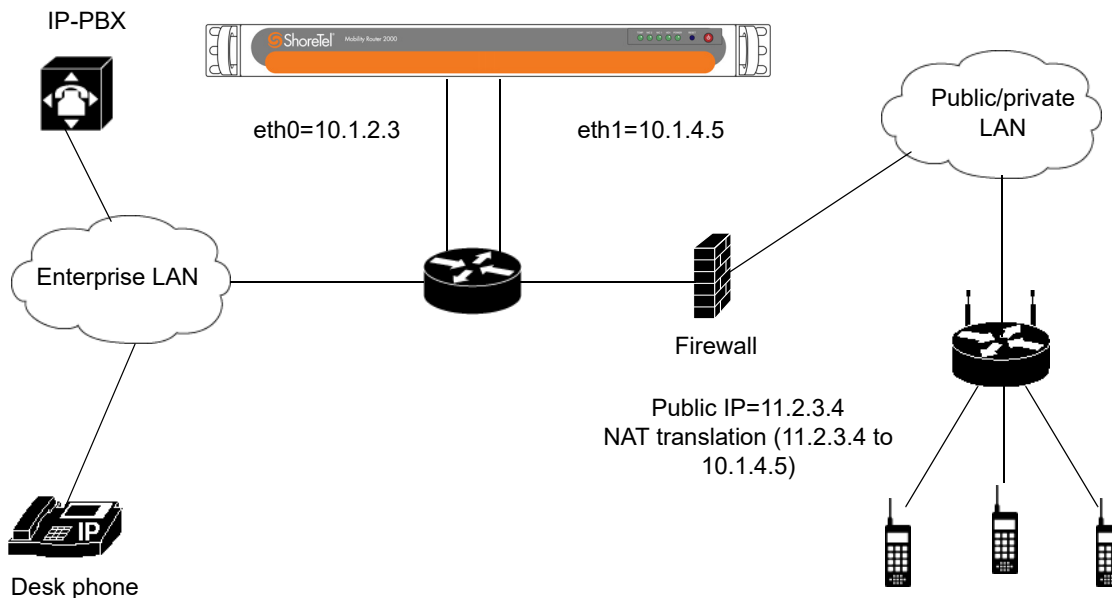 IP-PBX
ShoreTel
Mobility Router 2000
eth0=10.1.2.3
eth1=10.1.4.5
Public/private
LAN
Enterprise LAN
Firewall
Public IP=11.2.3.4
NAT translation (11.2.3.4 to
10.1.4.5)
IP
Desk phone